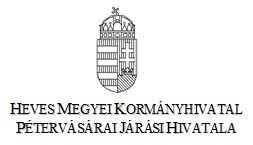 HEVES MEGYEI KORMÁNYHIVATAL
PÉTERVÁSÁRAI JÁRÁSI HIVATALA